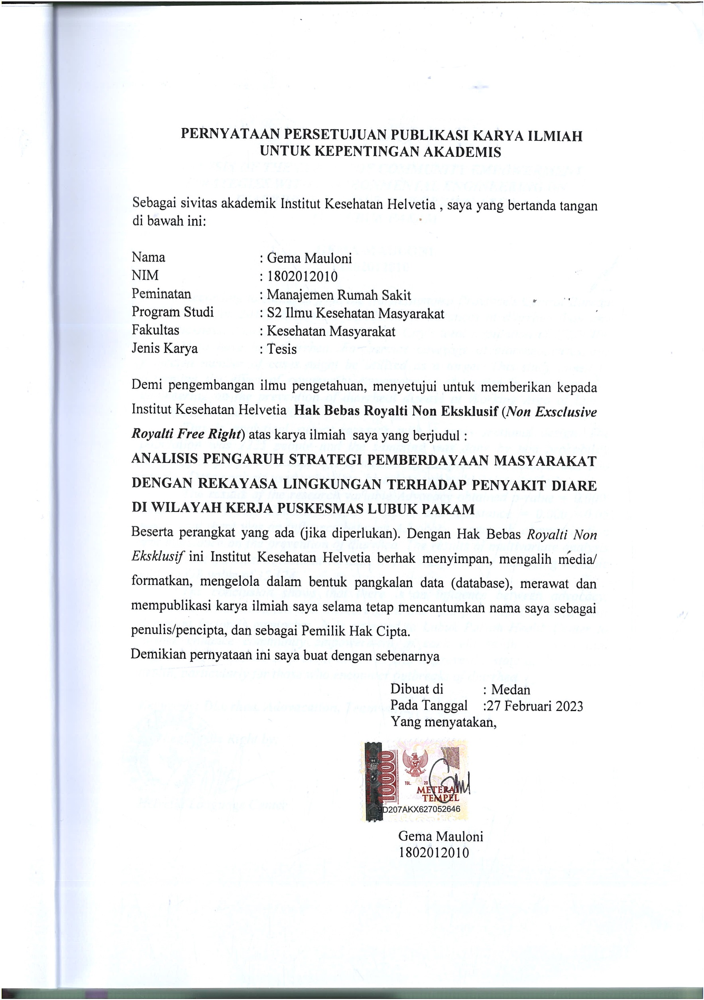 PERNYATAAN PERSETUJUAN PUBLIKASI KARYA ILMIAH
UNTUK KEPENTINGAN AKADEMIS
Sebagai sivitas akademik Institut Kesehatan Helvetia , saya yang bertanda tangan
di bawah ini:
Nama : Gema Mauloni
NIM : 1802012010
Peminatan : Manajemen Rumah Sakit
Program Studi : S2 Ilmu Kesehatan Masyarakat
Fakultas : Kesehatan Masyarakat
Jenis Karya : Tesis
Demi pengembangan ilmu pengetahuan, menyetujui untuk memberikan kepada
Institut Kesehatan Helvetia Hak Bebas Royalti Non Eksklusif (Non Exsclusive
Royalti Free Right) atas karya ilmiah saya yang berjudul :
ANALISIS PENGARUH STRATEGI PEMBERDAYAAN MASYARAKAT
DENGAN REKAYASA LINGKUNGAN TERHADAP PENYAKIT DIARE
DI WILAYAH KERJA PUSKESMAS LUBUK PAKAM
Beserta perangkat yang ada (jika diperlukan). Dengan Hak Bebas Royalti Non
Eksklusif ini Institut Kesehatan Helvetia berhak menyimpan, mengalih media/
formatkan, mengelola dalam bentuk pangkalan data (database), merawat dan
mempublikasi karya ilmiah saya selama tetap mencantumkan nama saya sebagai
penulis/pencipta, dan sebagai Pemilik Hak Cipta.
Demikian pernyataan ini saya buat dengan sebenarnya
Dibuat di : Medan
Pada Tanggal :27 Februari 2023
Yang menyatakan,
10000
TGL. 20
METERAI
TEMPEL
9D207AKX627052646
Gema Mauloni
1802012010